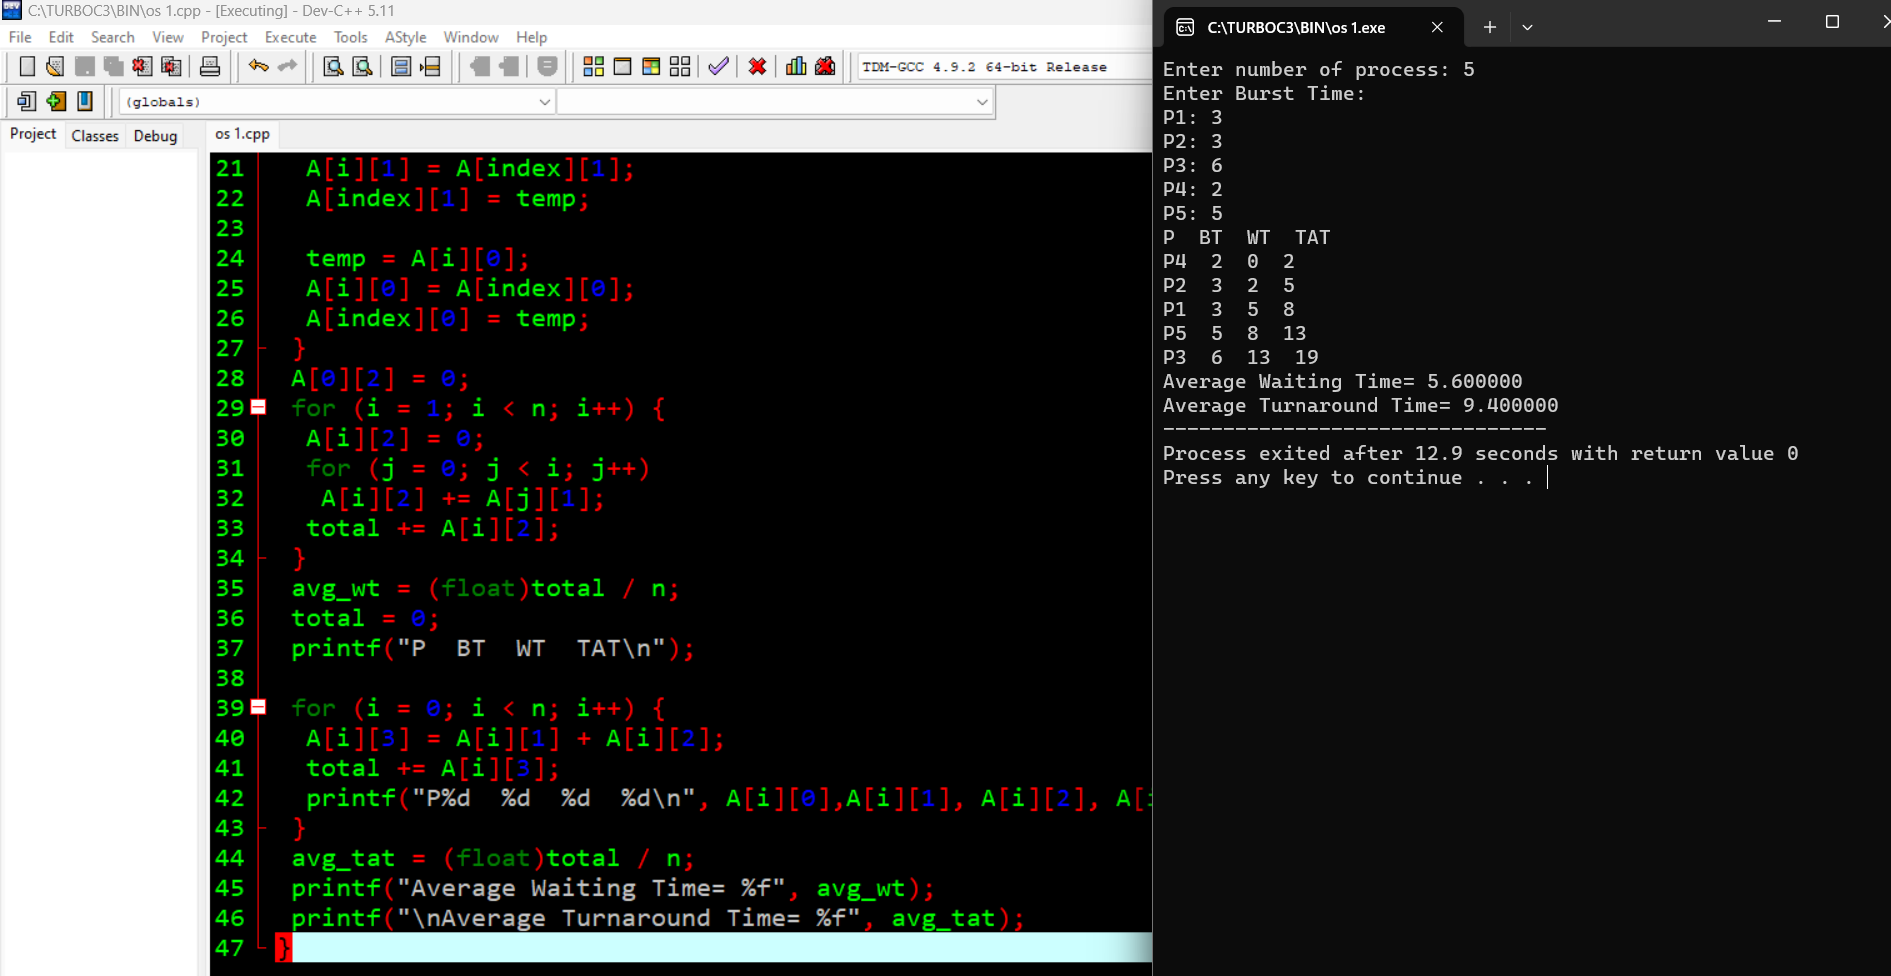 C:\TURBOC3\BIN\os 1.cpp - [Executing] - Dev-C++ 5.11
File Edit Search View Project Execute Tools AStyle Window Help
TDM-GCC 4.9.2 64-bit Release
(globals)
Project Classes Debug
os 1.cpp
21 A[i][1] = A[index][1];
22 A[index][1] = temp;
23
24 temp = A[i][0];
25 A[i][0] = A[index][0];
26 A[index][0] = temp;
27 }
28 A[0][2] = 0;
29 for (i = 1; i < n; i++) {
30 A[i][2] = 0;
31 for (j = 0; j < i; j++)
32 A[i][2] += A[j][1];
33 total += A[i][2];
34 }
35 avg_wt = (float)total / n;
36 total = 0;
37 printf("P  BT  WT  TAT\n");
38
39 for (i = 0; i < n; i++) {
40 A[i][3] = A[i][1] + A[i][2];
41 total += A[i][3];
42 printf("P%d  %d  %d  %d\n", A[i][0],A[i][1], A[i][2], A[i
43 }
44 avg_tat = (float)total / n;
45 printf("Average Waiting Time= %f", avg_wt);
46 printf("\nAverage Turnaround Time= %f", avg_tat);
47 }
C:\TURBOC3\BIN\os 1.exe
Enter number of process: 5
Enter Burst Time:
P1: 3
P2: 3
P3: 6
P4: 2
P5: 5
P  BT  WT  TAT
P4  2  0  2
P2  3  2  5
P1  3  5  8
P5  5  8  13
P3  6  13  19
Average Waiting Time= 5.600000
Average Turnaround Time= 9.400000
--------------------------------
Process exited after 12.9 seconds with return value 0
Press any key to continue . . .